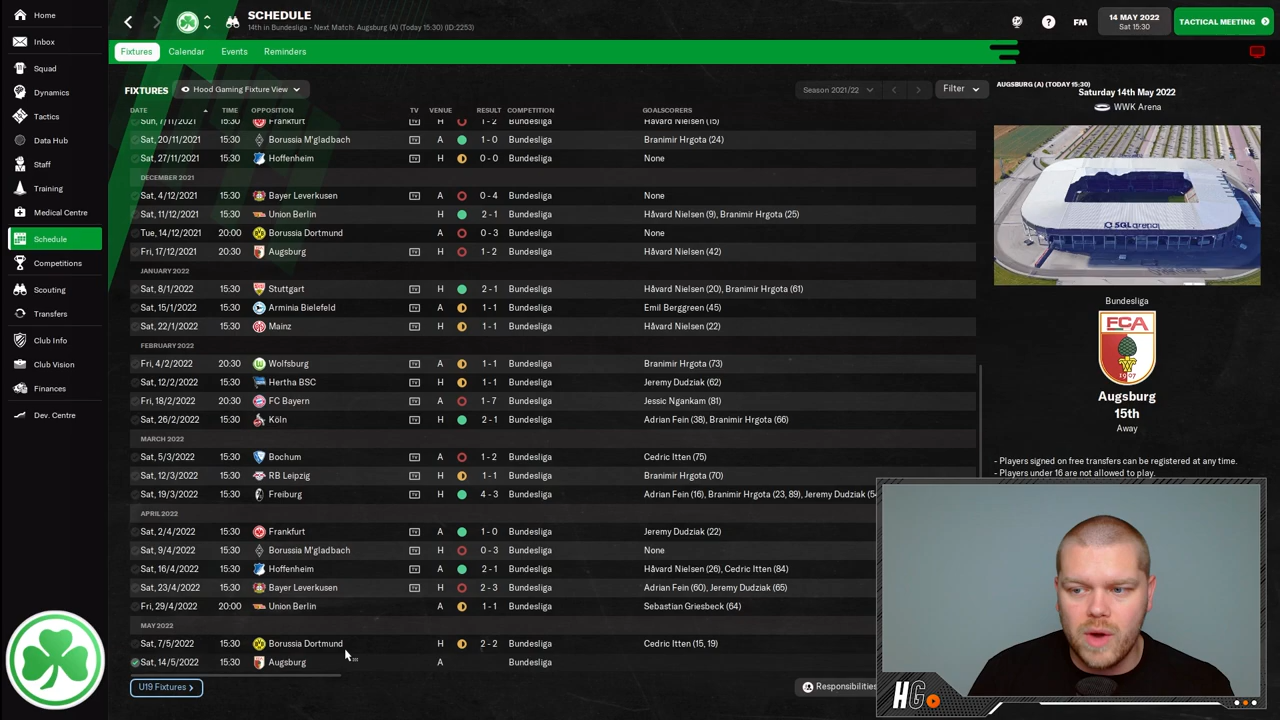 Home
Inbox
Squad
Dynamics
Tactics
Data Hub
Staff
Training
Medical Centre
Schedule
Competitions
Scouting
Transfers
Club Info
Club Vision
Finances
Dev. Centre
SCHEDULE
14th in Bundesliga - Next Match: Augsburg (A) (Today 15:30) (ID:2253)
FM
14 MAY 2022
Sat 15:30
TACTICAL MEETING
Fixtures Calendar Events Reminders
FIXTURES Hood Gaming Fixture View Season 2021/22 Filter
DATE TIME OPPOSITION TV VENUE RESULT COMPETITION GOALSCORERS
Sun, 7/11/2021 15:30 Frankfurt TV H 1 - 2 Bundesliga Håvard Nielsen (15)
Sat, 20/11/2021 15:30 Borussia M'gladbach TV A 1 - 0 Bundesliga Branimir Hrgota (24)
Sat, 27/11/2021 15:30 Hoffenheim TV H 0 - 0 Bundesliga None
DECEMBER 2021
Sat, 4/12/2021 15:30 Bayer Leverkusen TV A 0 - 4 Bundesliga None
Sat, 11/12/2021 15:30 Union Berlin H 2 - 1 Bundesliga Håvard Nielsen (9), Branimir Hrgota (25)
Tue, 14/12/2021 20:00 Borussia Dortmund A 0 - 3 Bundesliga None
Fri, 17/12/2021 20:30 Augsburg H 1 - 2 Bundesliga Håvard Nielsen (42)
JANUARY 2022
Sat, 8/1/2022 15:30 Stuttgart TV H 2 - 1 Bundesliga Håvard Nielsen (20), Branimir Hrgota (61)
Sat, 15/1/2022 15:30 Arminia Bielefeld TV A 1 - 1 Bundesliga Emil Berggreen (45)
Sat, 22/1/2022 15:30 Mainz TV H 1 - 1 Bundesliga Håvard Nielsen (22)
FEBRUARY 2022
Fri, 4/2/2022 20:30 Wolfsburg TV A 1 - 1 Bundesliga Branimir Hrgota (73)
Sat, 12/2/2022 15:30 Hertha BSC TV H 1 - 1 Bundesliga Jeremy Dudziak (62)
Fri, 18/2/2022 20:30 FC Bayern TV A 1 - 7 Bundesliga Jessic Ngankam (81)
Sat, 26/2/2022 15:30 Köln TV H 2 - 1 Bundesliga Adrian Fein (38), Branimir Hrgota (66)
MARCH 2022
Sat, 5/3/2022 15:30 Bochum TV A 1 - 2 Bundesliga Cedric Itten (75)
Sat, 12/3/2022 15:30 RB Leipzig TV H 1 - 1 Bundesliga Branimir Hrgota (70)
Sat, 19/3/2022 15:30 Freiburg TV H 4 - 3 Bundesliga Adrian Fein (16), Branimir Hrgota (23, 89), Jeremy Dudziak
APRIL 2022
Sat, 2/4/2022 15:30 Frankfurt TV A 1 - 0 Bundesliga Jeremy Dudziak (22)
Sat, 9/4/2022 15:30 Borussia M'gladbach TV H 0 - 3 Bundesliga None
Sat, 16/4/2022 15:30 Hoffenheim TV A 2 - 1 Bundesliga Håvard Nielsen (26), Cedric Itten (84)
Sat, 23/4/2022 15:30 Bayer Leverkusen TV H 2 - 3 Bundesliga Adrian Fein (60), Jeremy Dudziak (65)
Fri, 29/4/2022 20:00 Union Berlin A 1 - 1 Bundesliga Sebastian Griesbeck (64)
MAY 2022
Sat, 7/5/2022 15:30 Borussia Dortmund H 2 - 2 Bundesliga Cedric Itten (15, 19)
Sat, 14/5/2022 15:30 Augsburg A Bundesliga
U19 Fixtures
Responsibilities
AUGSBURG (A) (TODAY 15:30)
Saturday 14th May 2022
WWK Arena
SGL arena
Bundesliga
FCA
1907
Augsburg
15th
Away
- Players signed on free transfers can be registered at any time.
- Players under 16 are not allowed to play.
HG